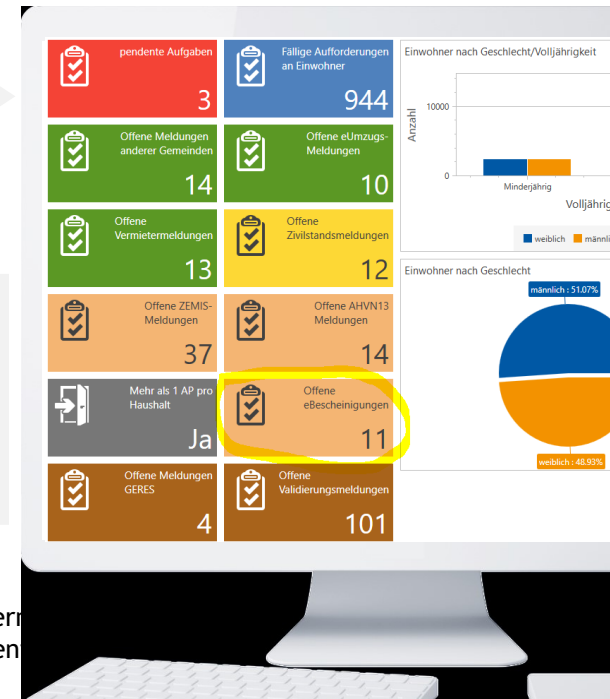 pendente Aufgaben
3
Fällige Aufforderungen
an Einwohner
944
Offene Meldungen
anderer Gemeinden
14
Offene eUmzugs-
Meldungen
10
Offene
Vermietermeldungen
13
Offene
Zivilstandsmeldungen
12
Offene ZEMIS-
Meldungen
37
Offene AHVN13
Meldungen
14
Mehr als 1 AP pro
Haushalt
Ja
Offene
eBescheinigungen
11
Offene Meldungen
GERES
4
Offene
Validierungsmeldungen
101
Einwohner nach Geschlecht/Volljährigkeit
Anzahl
10000
0
Minderjährig
Volljährig
weiblich männli
Einwohner nach Geschlecht
männlich : 51.07%
weiblich : 48.93%